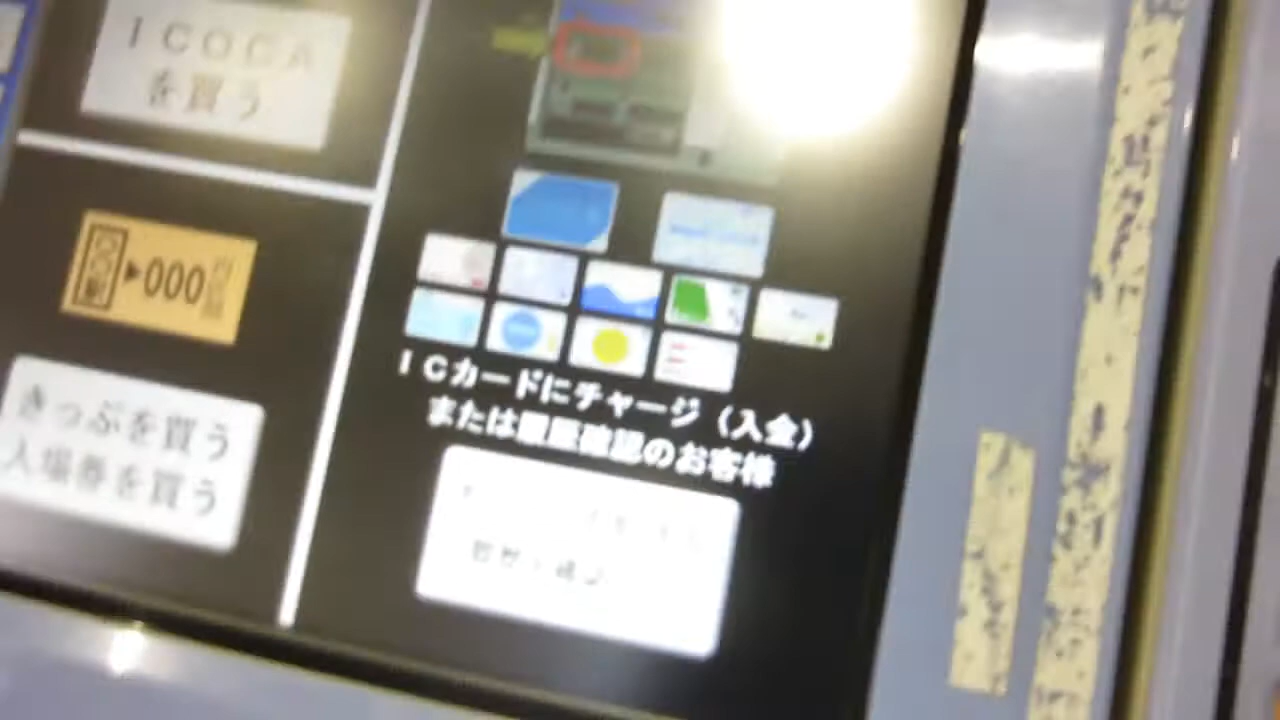 ICOCA
を買う
▶000
きっぷを買う
入場券を買う
ICカードにチャージ（入金）
または履歴確認のお客様